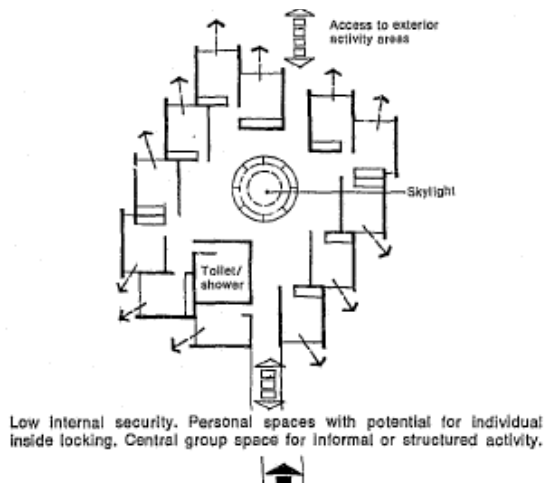 Access to exterior
activity areas
Skylight
Toilet/
shower
Low internal security. Personal spaces with potential for individual
inside locking. Central group space for informal or structured activity.